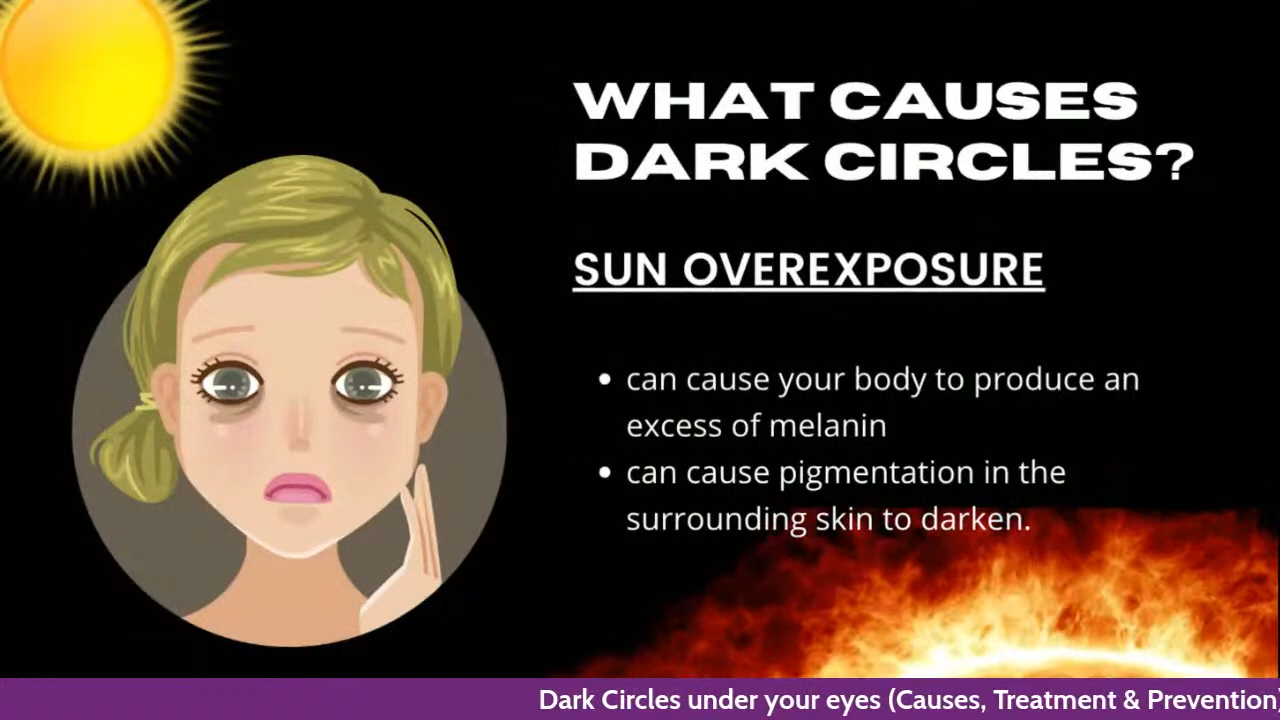 WHAT CAUSES
DARK CIRCLES?
SUN OVEREXPOSURE
• can cause your body to produce an
excess of melanin
• can cause pigmentation in the
surrounding skin to darken.
Dark Circles under your eyes (Causes, Treatment & Prevention)